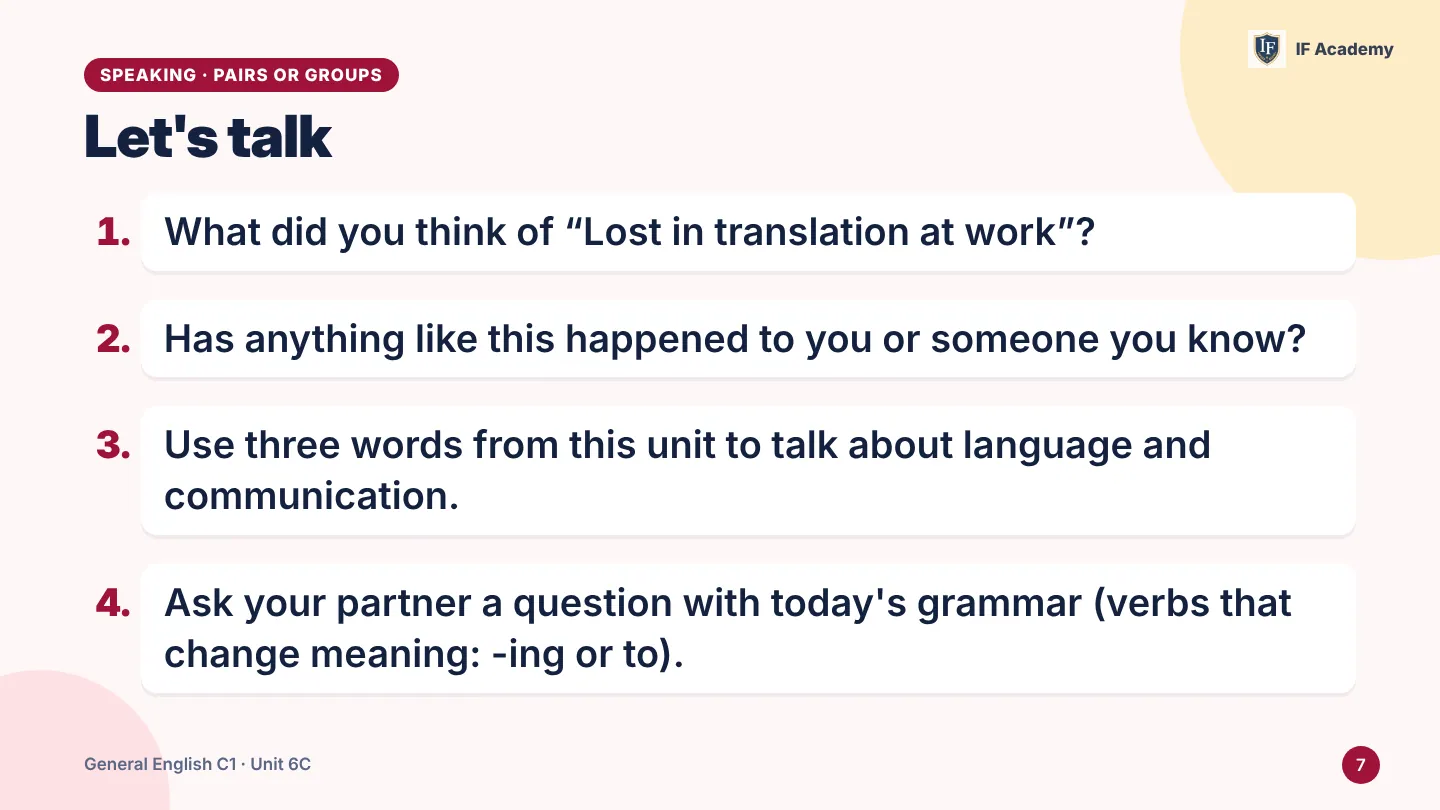 IF
IF Academy
SPEAKING · PAIRS OR GROUPS
Let's talk
1. What did you think of “Lost in translation at work”?
2. Has anything like this happened to you or someone you know?
3. Use three words from this unit to talk about language and
communication.
4. Ask your partner a question with today's grammar (verbs that
change meaning: -ing or to).
General English C1 · Unit 6C
7